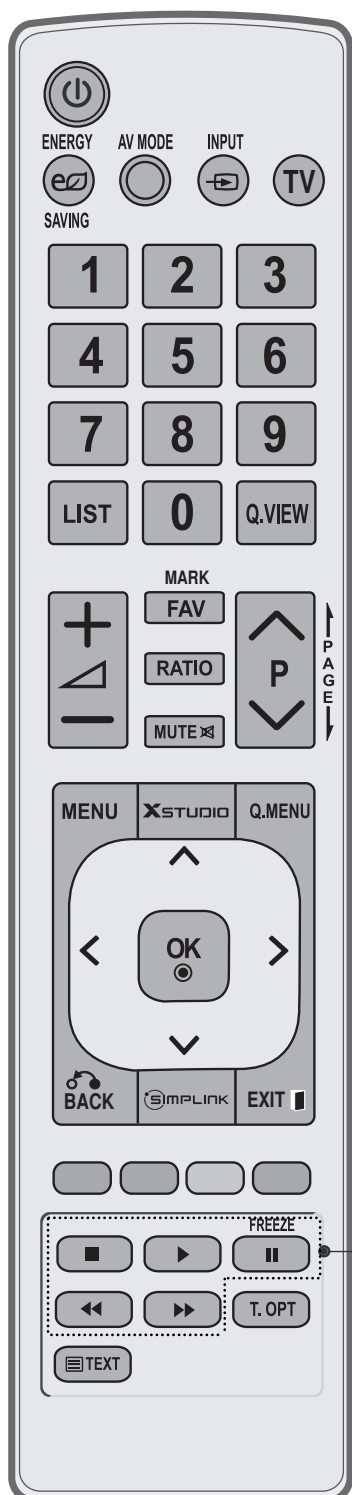 ENERGY AV MODE INPUT
TV
SAVING
1 2 3
4 5 6
7 8 9
LIST 0 Q.VIEW
MARK
FAV
RATIO P
PAGE
MUTE
MENU XSTUDIO Q.MENU
OK
BACK SIMPLINK EXIT
FREEZE
T. OPT
TEXT